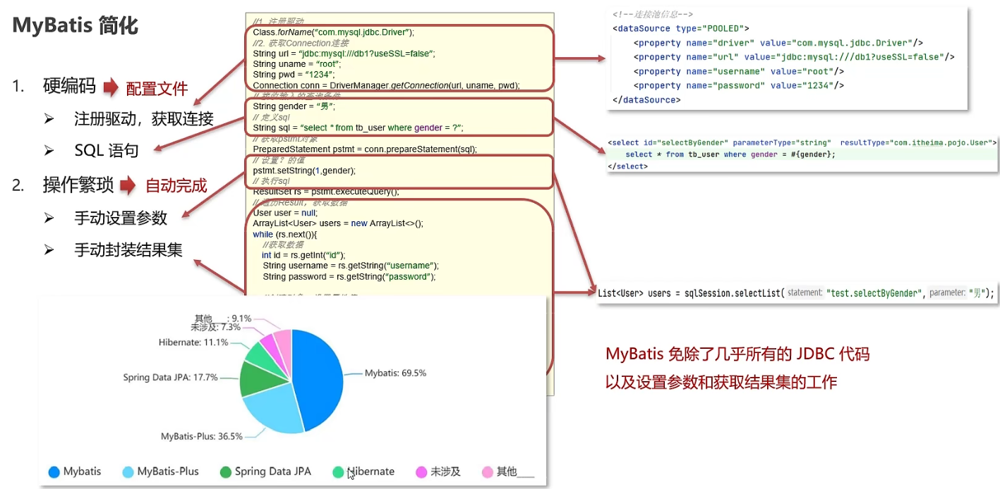 MyBatis 简化
1. 硬编码 配置文件
注册驱动，获取连接
SQL 语句
2. 操作繁琐 自动完成
手动设置参数
手动封装结果集
//1. 注册驱动
Class.forName("com.mysql.jdbc.Driver");
//2. 获取Connection连接
String url = "jdbc:mysql:///db1?useSSL=false";
String uname = "root";
String pwd = "1234";
Connection conn = DriverManager.getConnection(url, uname, pwd);
// 接收输入的查询条件
String gender = "男";
// 定义sql
String sql = "select * from tb_user where gender = ?";
// 获取pstmt对象
PreparedStatement pstmt = conn.prepareStatement(sql);
// 设置？的值
pstmt.setString(1,gender);
// 执行sql
ResultSet rs = pstmt.executeQuery();
// 遍历Result，获取数据
User user = null;
ArrayList<User> users = new ArrayList<>();
while (rs.next()){
//获取数据
int id = rs.getInt("id");
String username = rs.getString("username");
String password = rs.getString("password");
<!--连接池信息-->
<dataSource type="POOLED">
<property name="driver" value="com.mysql.jdbc.Driver"/>
<property name="url" value="jdbc:mysql:///db1?useSSL=false"/>
<property name="username" value="root"/>
<property name="password" value="1234"/>
</dataSource>
<select id="selectByGender" parameterType="string" resultType="com.itheima.pojo.User">
select * from tb_user where gender = #{gender};
</select>
List<User> users = sqlSession.selectList( statement: "test.selectByGender", parameter: "男");
MyBatis 免除了几乎所有的 JDBC 代码
以及设置参数和获取结果集的工作
其他___: 9.1%
未涉及: 7.3%
Hibernate: 11.1%
Spring Data JPA: 17.7%
Mybatis: 69.5%
MyBatis-Plus: 36.5%
Mybatis MyBatis-Plus Spring Data JPA Hibernate 未涉及 其他___